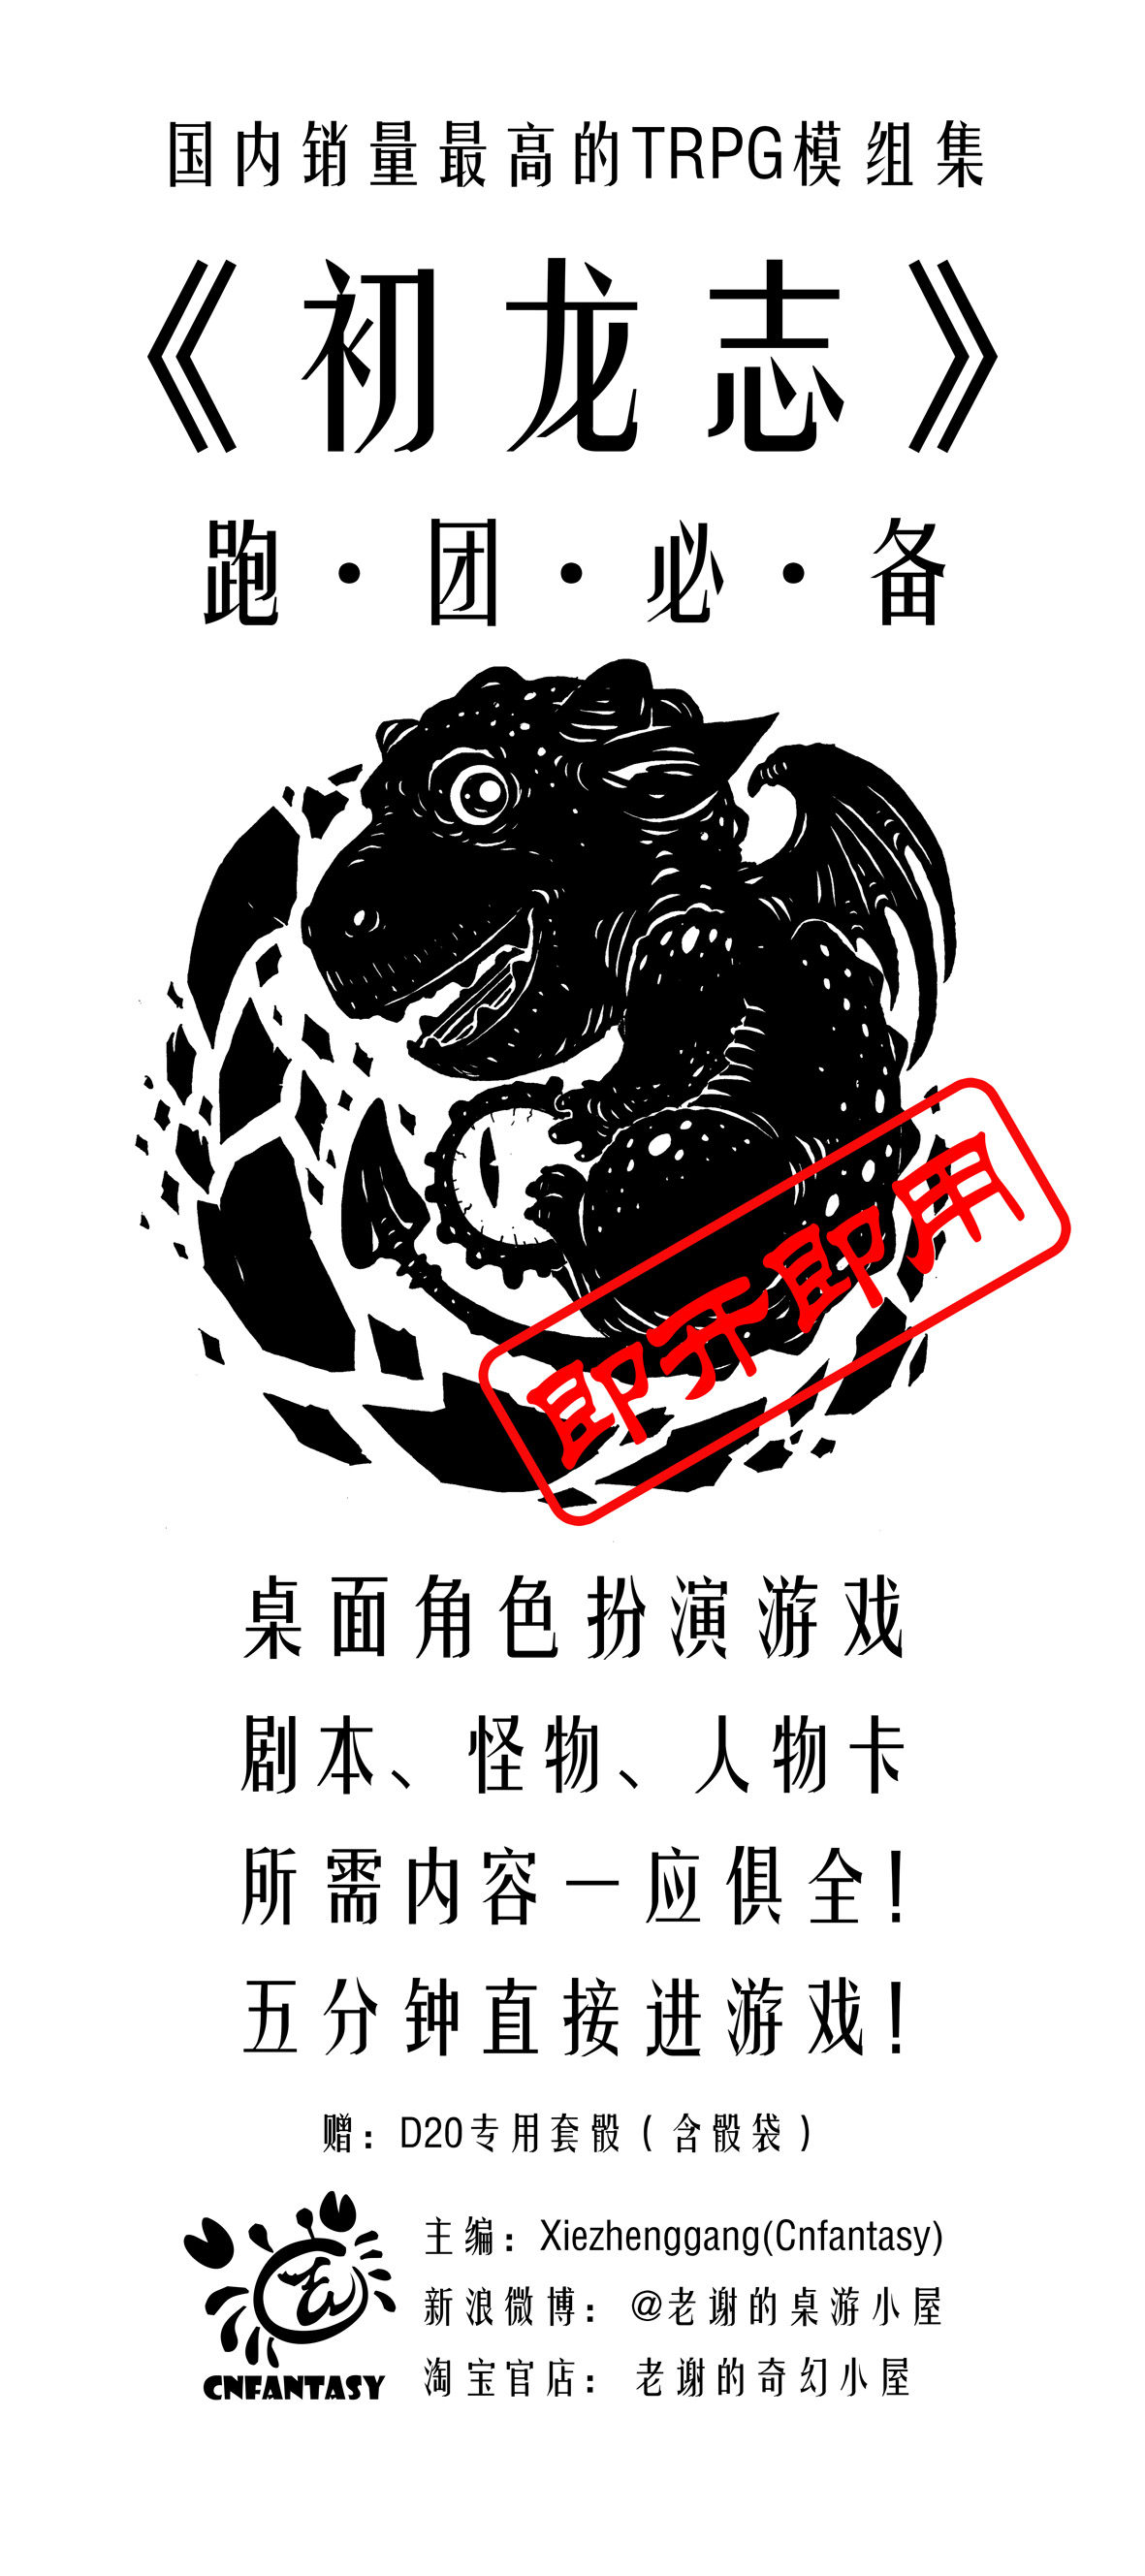 国内销量最高的TRPG模组集
《初龙志》
跑·团·必·备
即开即用
桌面角色扮演游戏
剧本、怪物、人物卡
所需内容一应俱全！
五分钟直接进游戏！
赠：D20专用套骰（含骰袋）
主编：Xiezhenggang(Cnfantasy)
新浪微博：@老谢的桌游小屋
淘宝官店：老谢的奇幻小屋
CNFANTASY